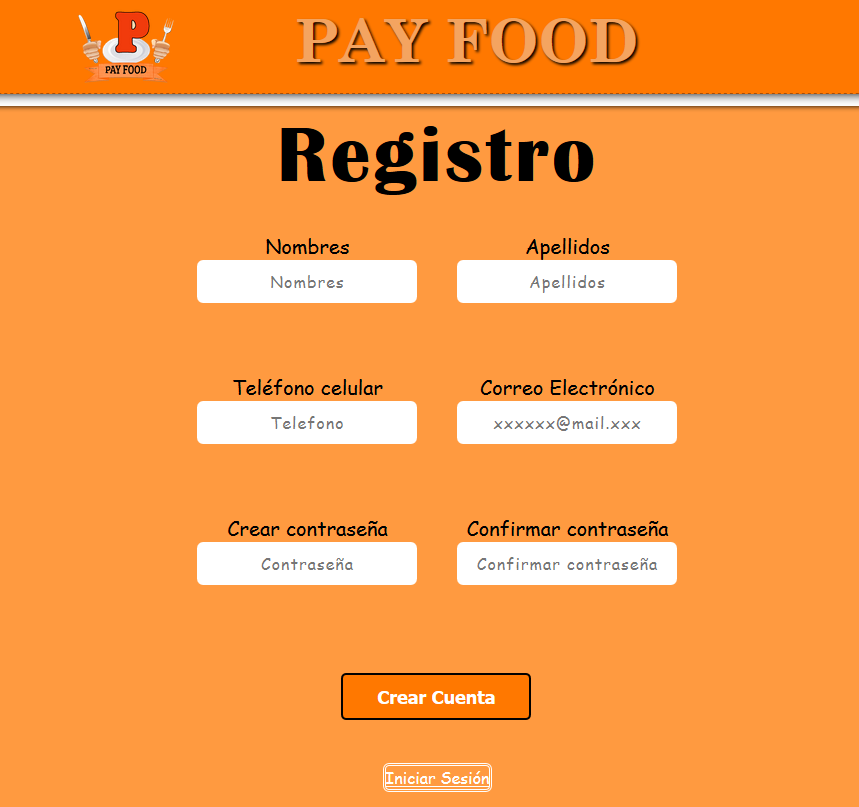 P
PAY FOOD
PAY FOOD
Registro
Nombres
Apellidos
Nombres
Apellidos
Teléfono celular
Correo Electrónico
Telefono
xxxxxx@mail.xxx
Crear contraseña
Confirmar contraseña
Contraseña
Confirmar contraseña
Crear Cuenta
Iniciar Sesión